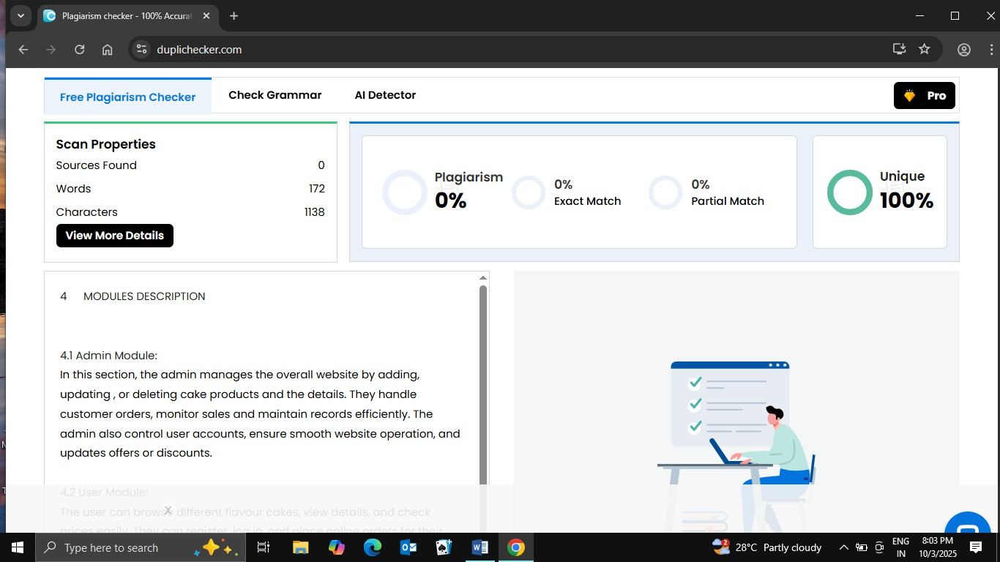 Plagiarism checker - 100% Accurat
duplichecker.com
Free Plagiarism Checker
Check Grammar
AI Detector
Pro
Scan Properties
Sources Found 0
Words 172
Characters 1138
View More Details
Plagiarism
0%
0%
Exact Match
0%
Partial Match
Unique
100%
4 MODULES DESCRIPTION
4.1 Admin Module:
In this section, the admin manages the overall website by adding,
updating , or deleting cake products and the details. They handle
customer orders, monitor sales and maintain records efficiently. The
admin also control user accounts, ensure smooth website operation, and
updates offers or discounts.
4.2 User Module:
The user can browse different flavour cakes, view details, and check
prices easily. They can register, log in, and place online orders for their
X
Type here to search
2
28°C Partly cloudy
ENG
IN
8:03 PM
10/3/2025